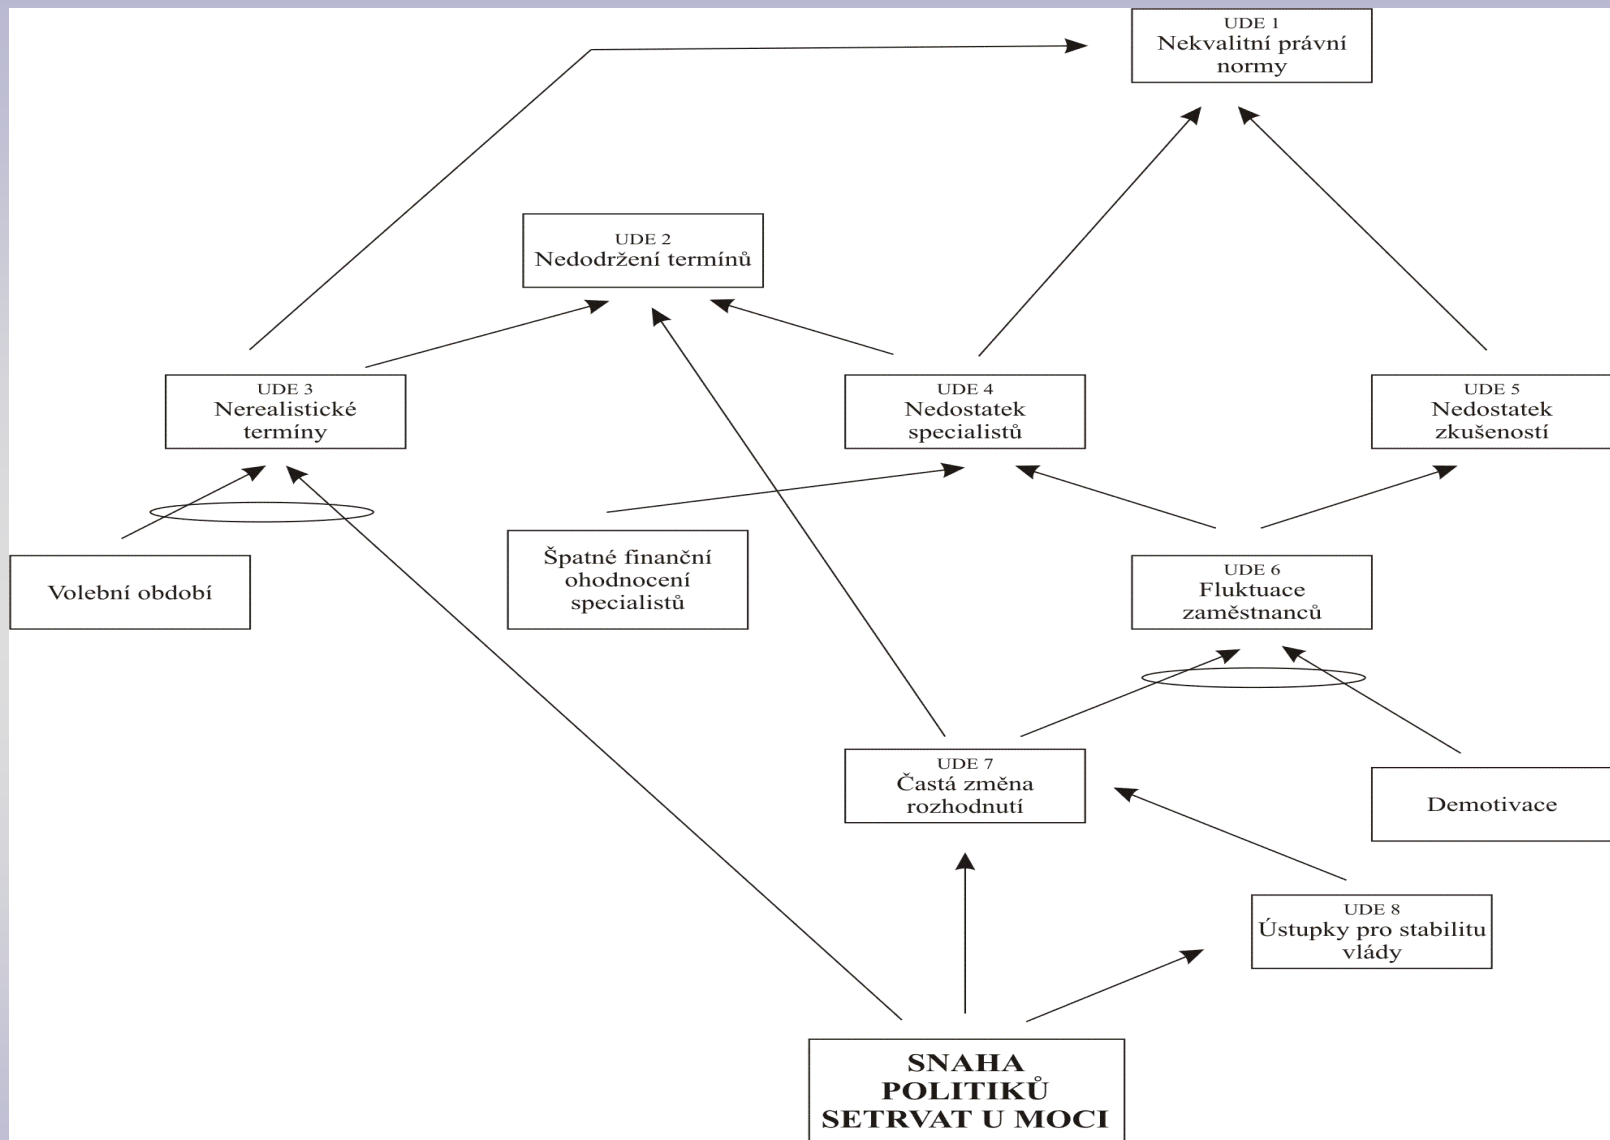 UDE 1
Nekvalitní právní
normy
UDE 2
Nedodržení termínů
UDE 3
Nerealistické
termíny
UDE 4
Nedostatek
specialistů
UDE 5
Nedostatek
zkušeností
Volební období
Špatné finanční
ohodnocení
specialistů
UDE 6
Fluktuace
zaměstnanců
UDE 7
Častá změna
rozhodnutí
Demotivace
UDE 8
Ústupky pro stabilitu
vlády
SNAHA
POLITIKŮ
SETRVAT U MOCI